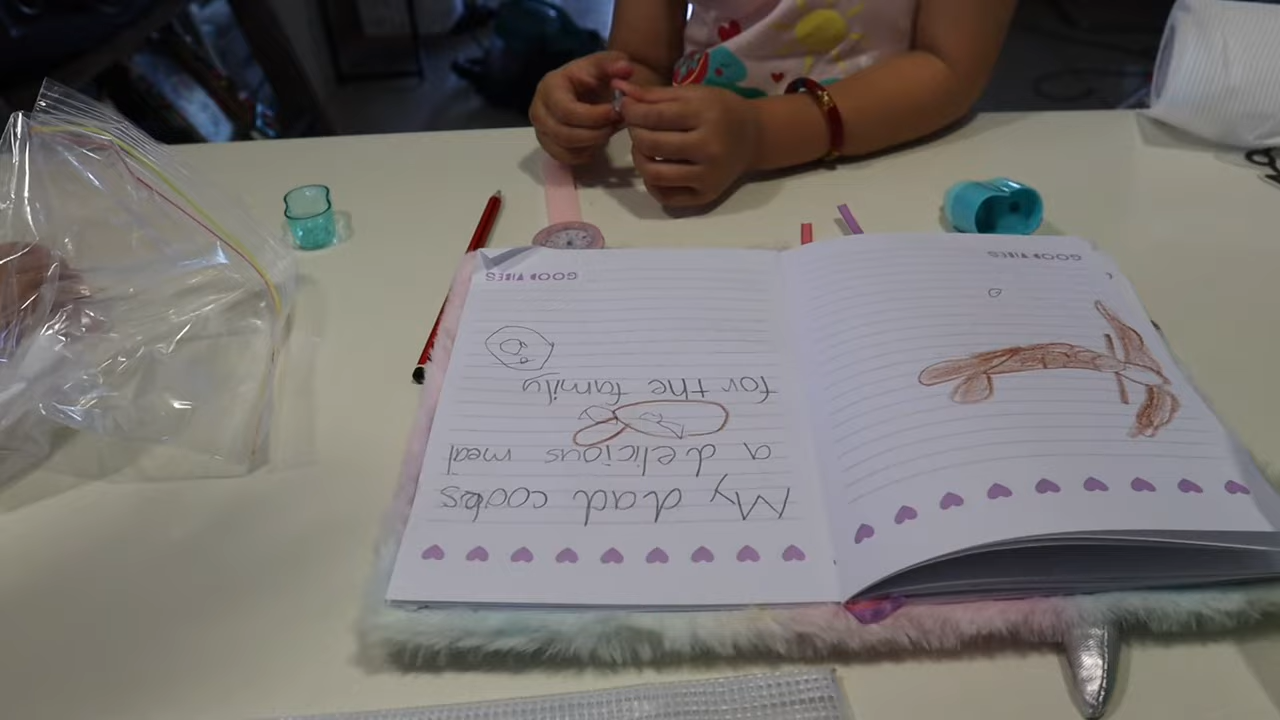 GOOD VIBES
My dad cooks
a delicious meal
for the family
GOOD VIBES